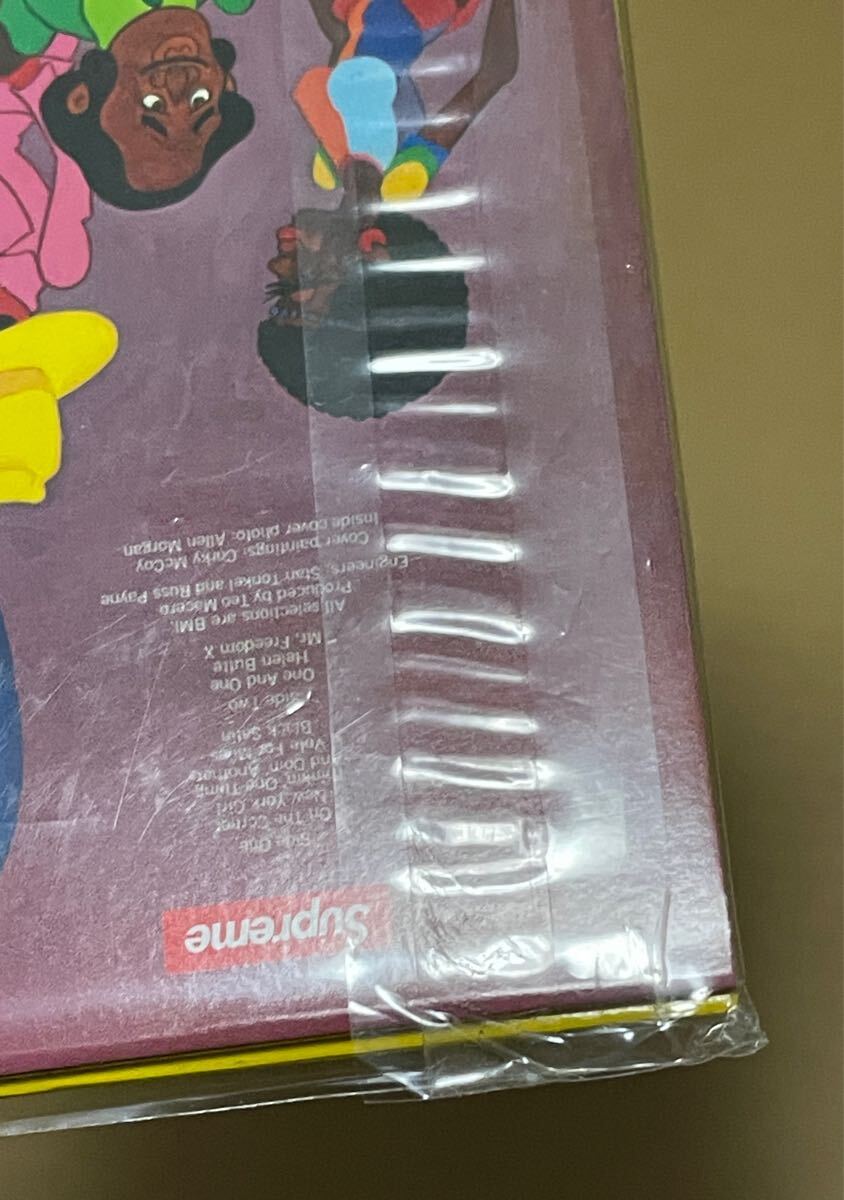 Supreme
Side One
On The Corner
New York Girl
One Thing
And Doin' Another
Vote For Miles
Black Satin
Side Two
One And One
Helen Butte
Mr. Freedom X
All selections are BMI.
Produced by Teo Macero
Engineers, Stan Tonkel and Russ Payne
Cover paintings: Corky McCoy
Inside cover photo: Allen Morgan